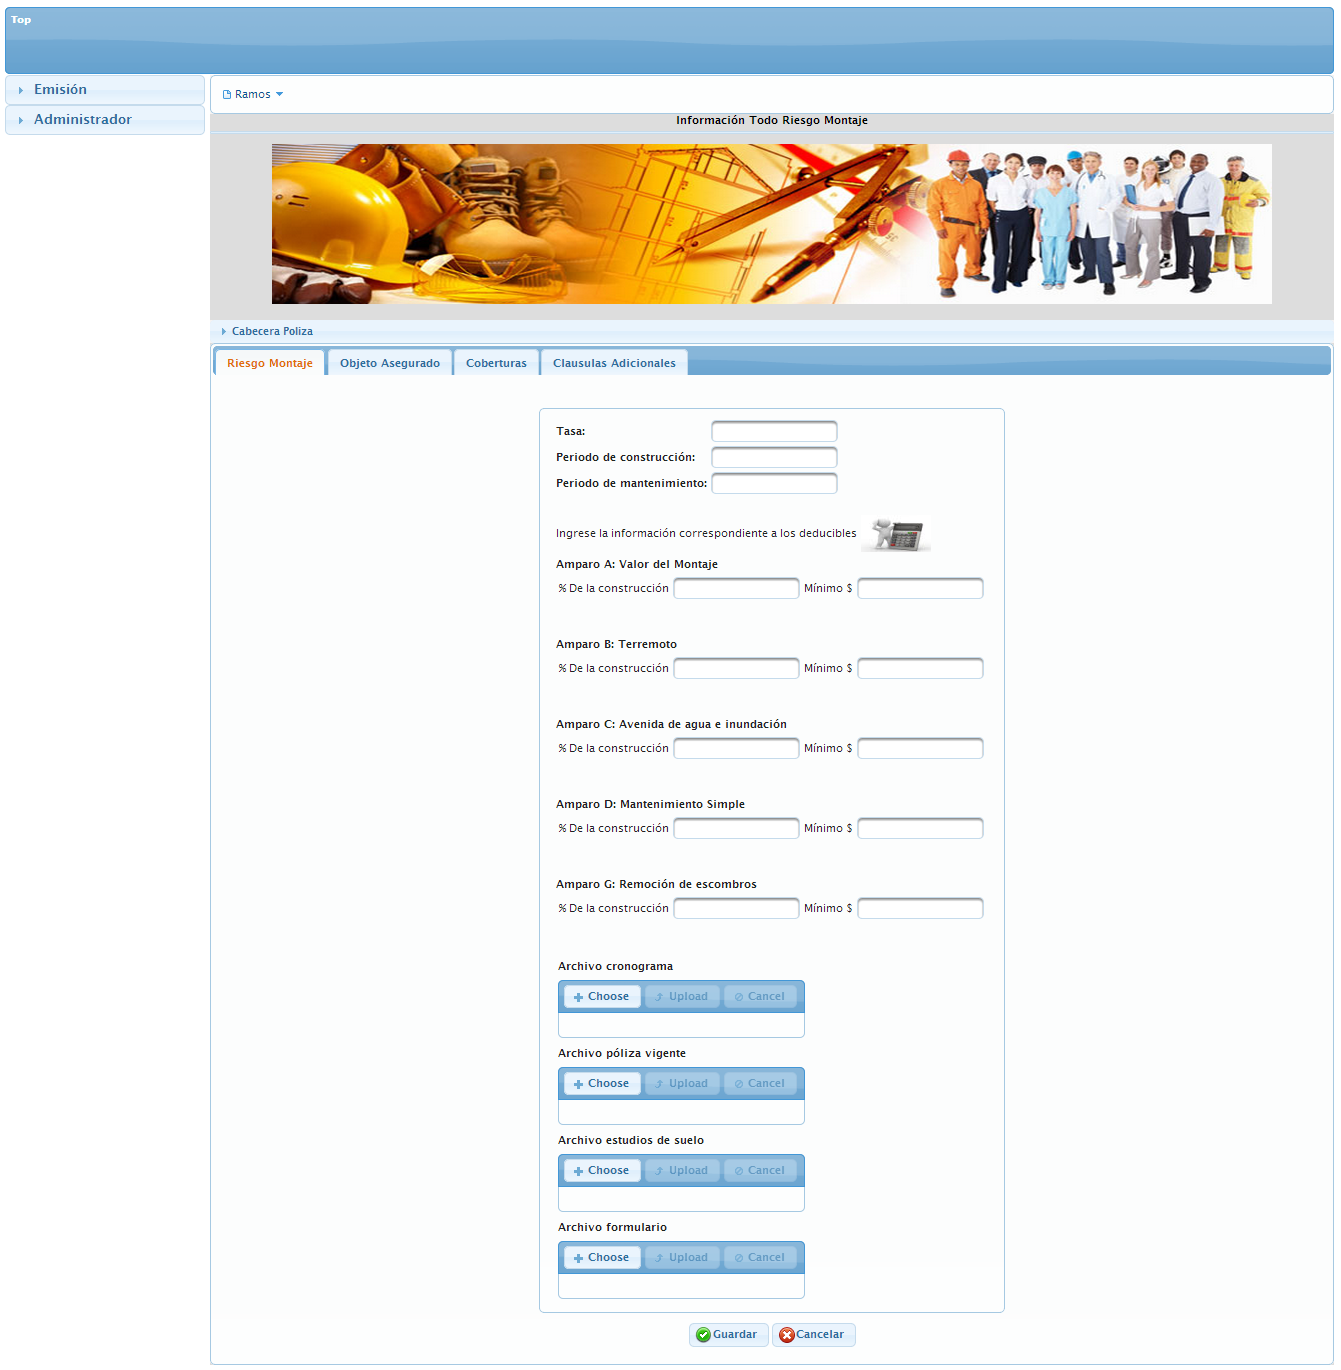 Top
Emisión
Administrador
Ramos
Información Todo Riesgo Montaje
Cabecera Poliza
Riesgo Montaje Objeto Asegurado Coberturas Clausulas Adicionales
Tasa:
Periodo de construcción:
Periodo de mantenimiento:
Ingrese la información correspondiente a los deducibles
Amparo A: Valor del Montaje
% De la construcción Mínimo $
Amparo B: Terremoto
% De la construcción Mínimo $
Amparo C: Avenida de agua e inundación
% De la construcción Mínimo $
Amparo D: Mantenimiento Simple
% De la construcción Mínimo $
Amparo G: Remoción de escombros
% De la construcción Mínimo $
Archivo cronograma
Choose Upload Cancel
Archivo póliza vigente
Choose Upload Cancel
Archivo estudios de suelo
Choose Upload Cancel
Archivo formulario
Choose Upload Cancel
Guardar Cancelar